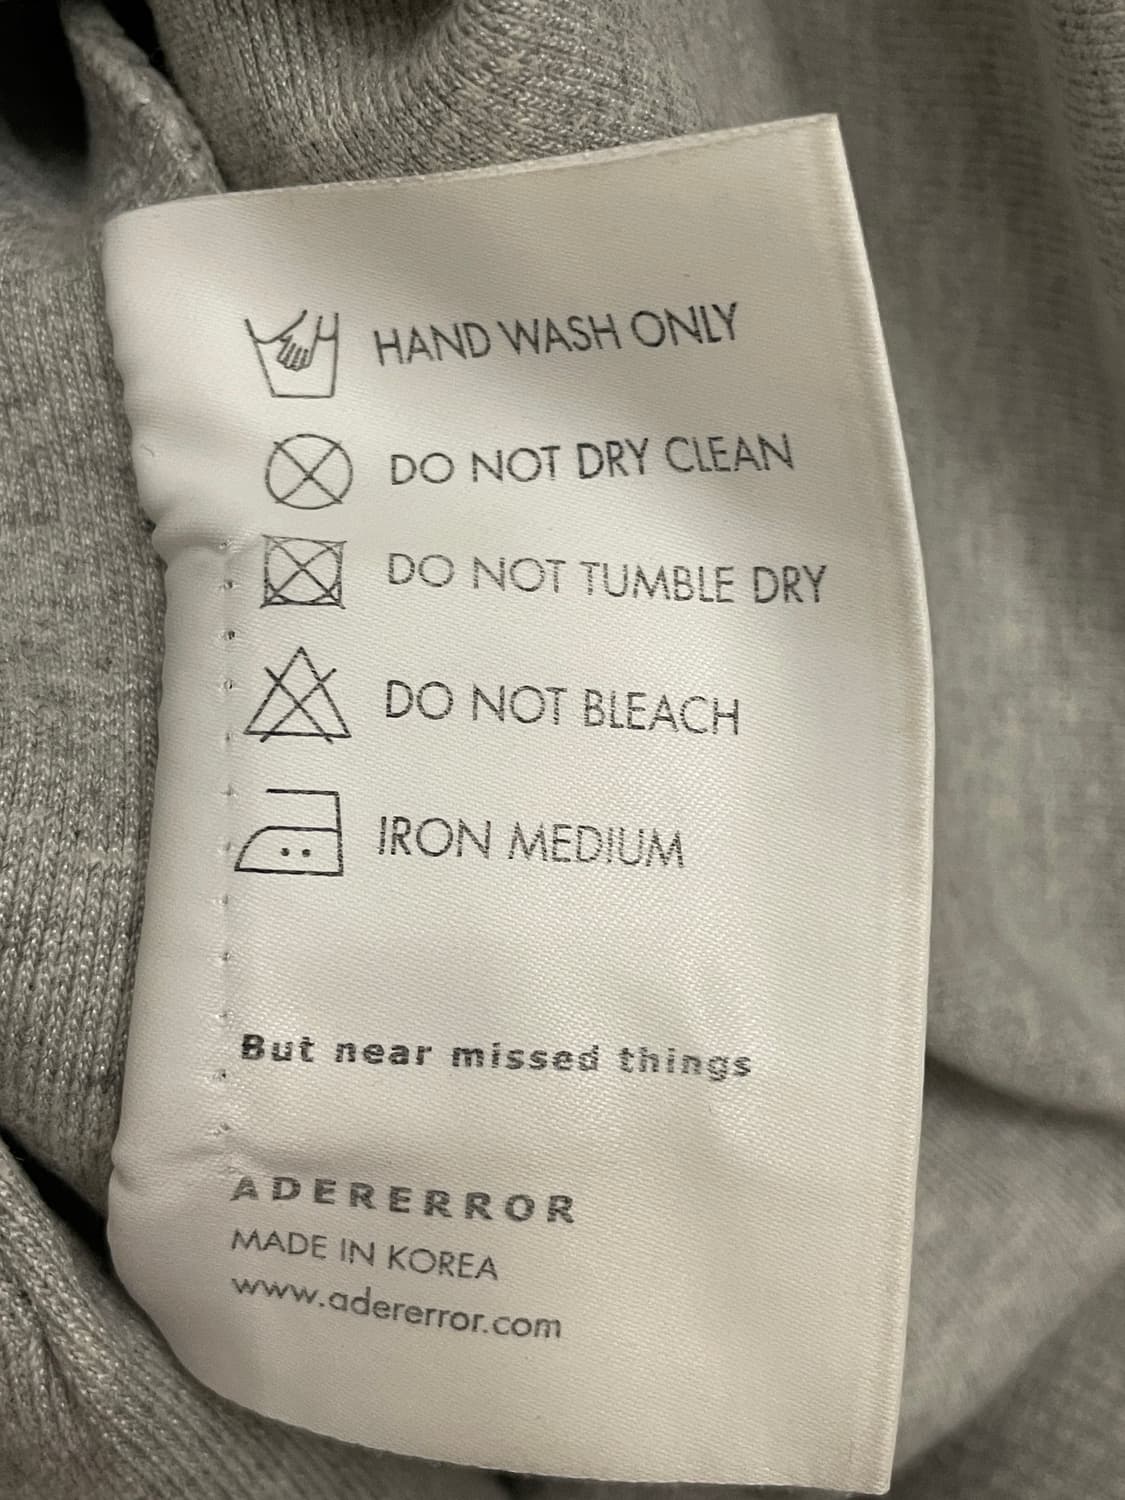 HAND WASH ONLY
DO NOT DRY CLEAN
DO NOT TUMBLE DRY
DO NOT BLEACH
IRON MEDIUM
But near missed things
ADERERROR
MADE IN KOREA
www.adererror.com